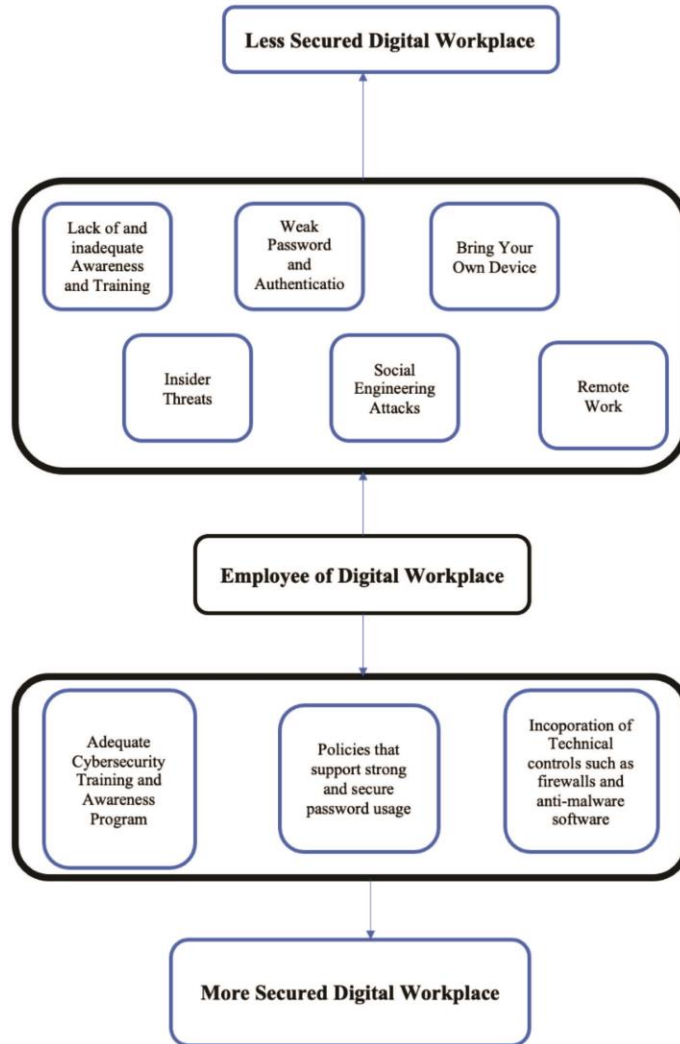 Less Secured Digital Workplace
Lack of and
inadequate
Awareness
and Training
Weak
Password
and
Authenticatio
Bring Your
Own Device
Insider
Threats
Social
Engineering
Attacks
Remote
Work
Employee of Digital Workplace
Adequate
Cybersecurity
Training and
Awareness
Program
Policies that
support strong
and secure
password usage
Incoporation of
Technical
controls such as
firewalls and
anti-malware
software
More Secured Digital Workplace